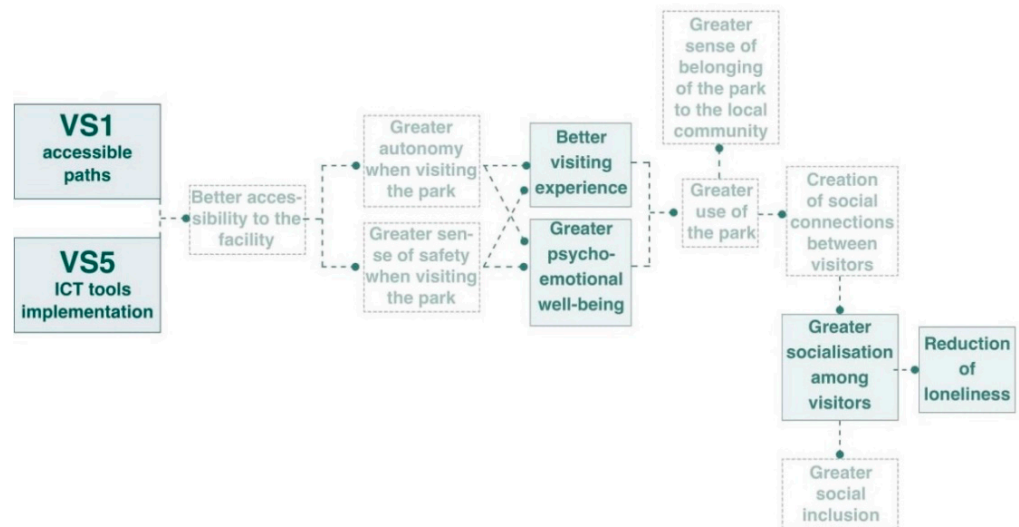 VS1
accessible
paths
VS5
ICT tools
implementation
Better acces-
sibility to the
facility
Greater
autonomy
when visiting
the park
Greater sen-
se of safety
when visiting
the park
Better
visiting
experience
Greater
psycho-
emotional
well-being
Greater
sense of
belonging
of the park
to the local
community
Greater
use of
the park
Creation
of social
connections
between
visitors
Greater
socialisation
among
visitors
Reduction
of
loneliness
Greater
social
inclusion